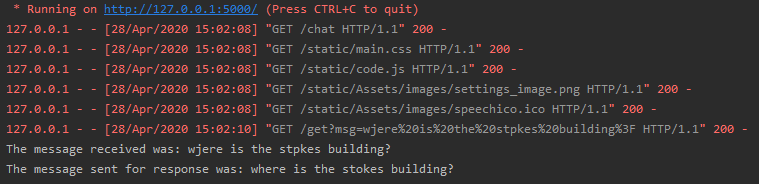 * Running on http://127.0.0.1:5000/ (Press CTRL+C to quit)
127.0.0.1 - - [28/Apr/2020 15:02:08] "GET /chat HTTP/1.1" 200 -
127.0.0.1 - - [28/Apr/2020 15:02:08] "GET /static/main.css HTTP/1.1" 200 -
127.0.0.1 - - [28/Apr/2020 15:02:08] "GET /static/code.js HTTP/1.1" 200 -
127.0.0.1 - - [28/Apr/2020 15:02:08] "GET /static/Assets/images/settings_image.png HTTP/1.1" 200 -
127.0.0.1 - - [28/Apr/2020 15:02:08] "GET /static/Assets/images/speechico.ico HTTP/1.1" 200 -
127.0.0.1 - - [28/Apr/2020 15:02:10] "GET /get?msg=wjere%20is%20the%20stpkes%20building%3F HTTP/1.1" 200 -
The message received was: wjere is the stpkes building?
The message sent for response was: where is the stokes building?